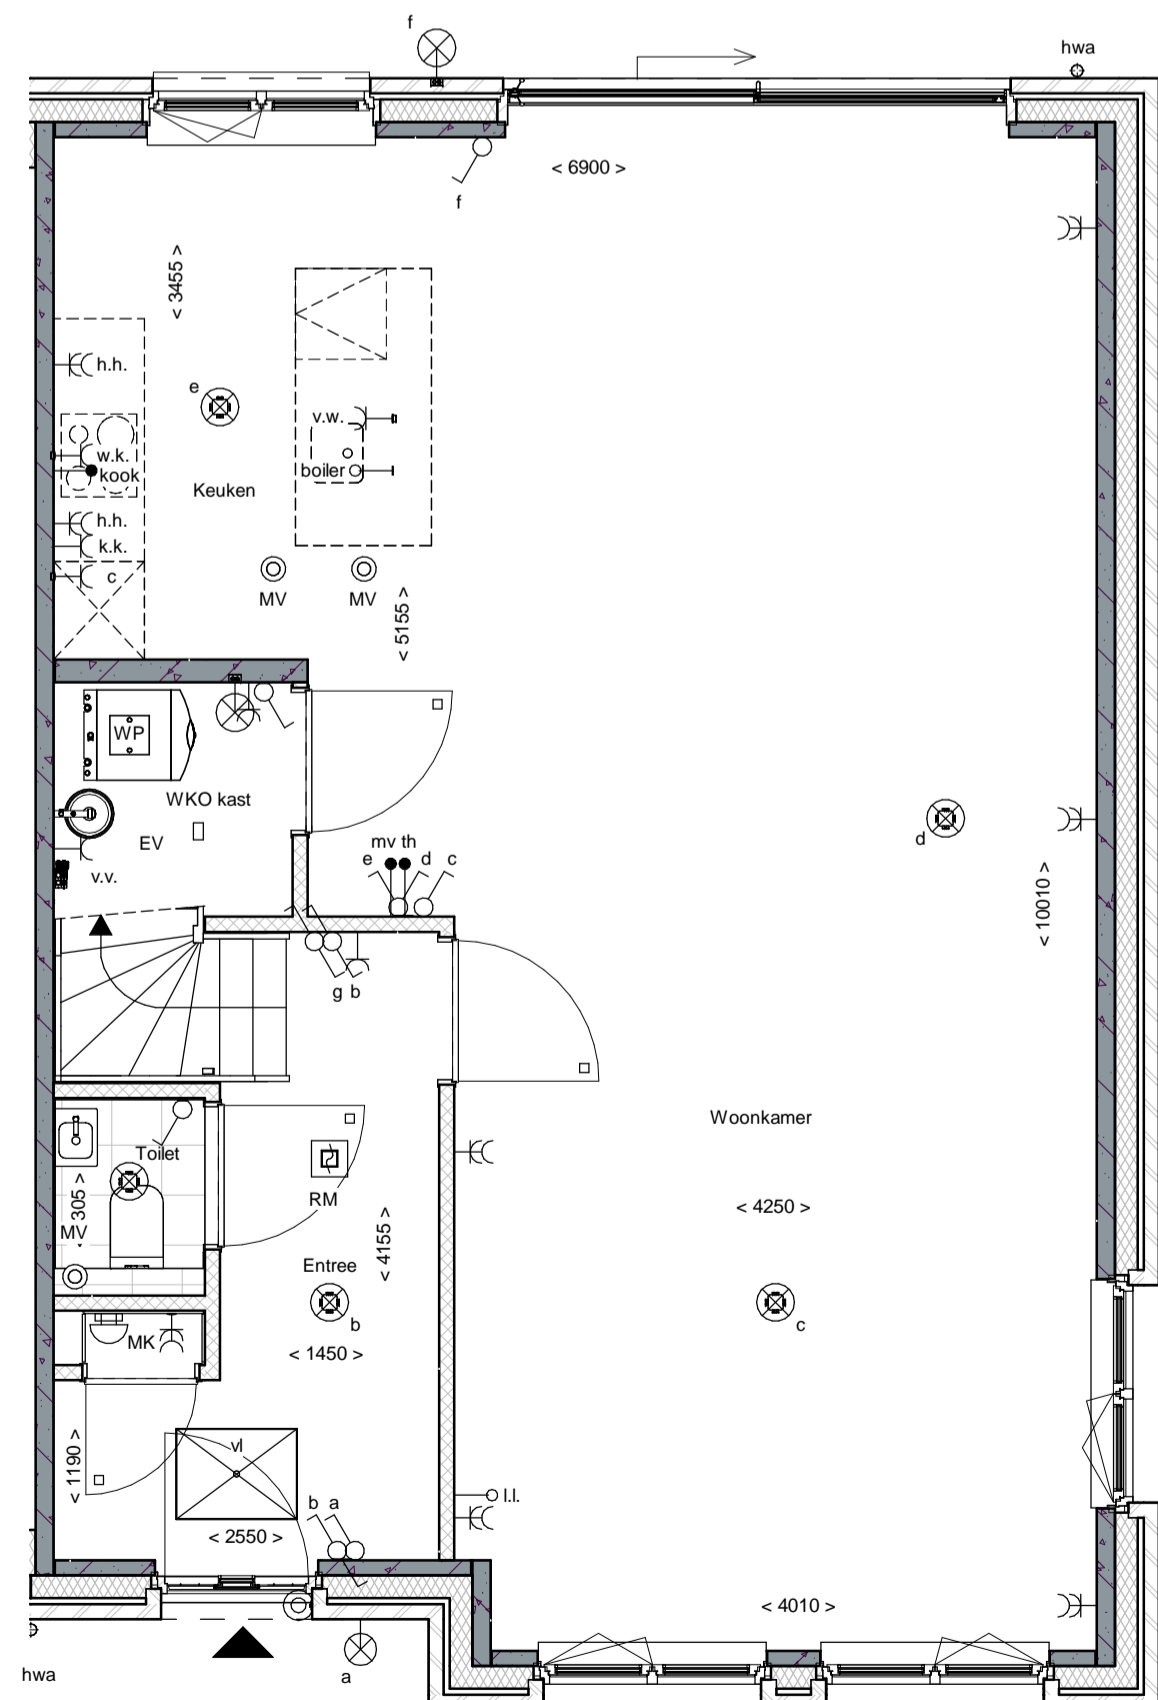 f
hwa
< 6900 >
f
< 3455 >
h.h.
e
v.w.
w.k.
kook
boiler
Keuken
h.h.
k.k.
c
MV
MV
< 5155 >
WP
WKO kast
EV
v.v.
mv th
e
d
c
d
< 10010 >
g b
Woonkamer
Toilet
305 >
RM
MV
< 4155 >
< 4250 >
Entree
b
c
MK
< 1450 >
vl
< 1190 >
l.l.
b a
< 2550 >
< 4010 >
hwa
a